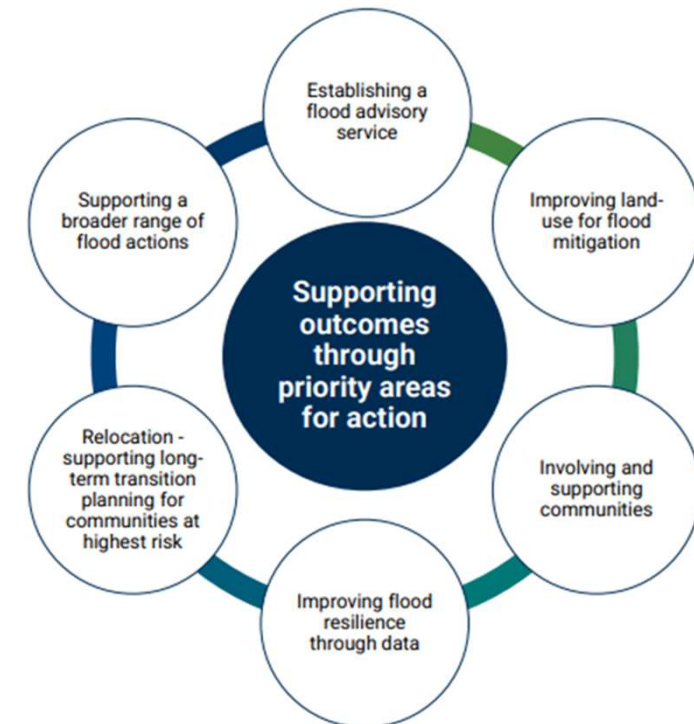 Establishing a
flood advisory
service
Improving land-
use for flood
mitigation
Involving and
supporting
communities
Improving flood
resilience
through data
Relocation -
supporting long-
term transition
planning for
communities at
highest risk
Supporting a
broader range of
flood actions
Supporting
outcomes
through
priority areas
for action